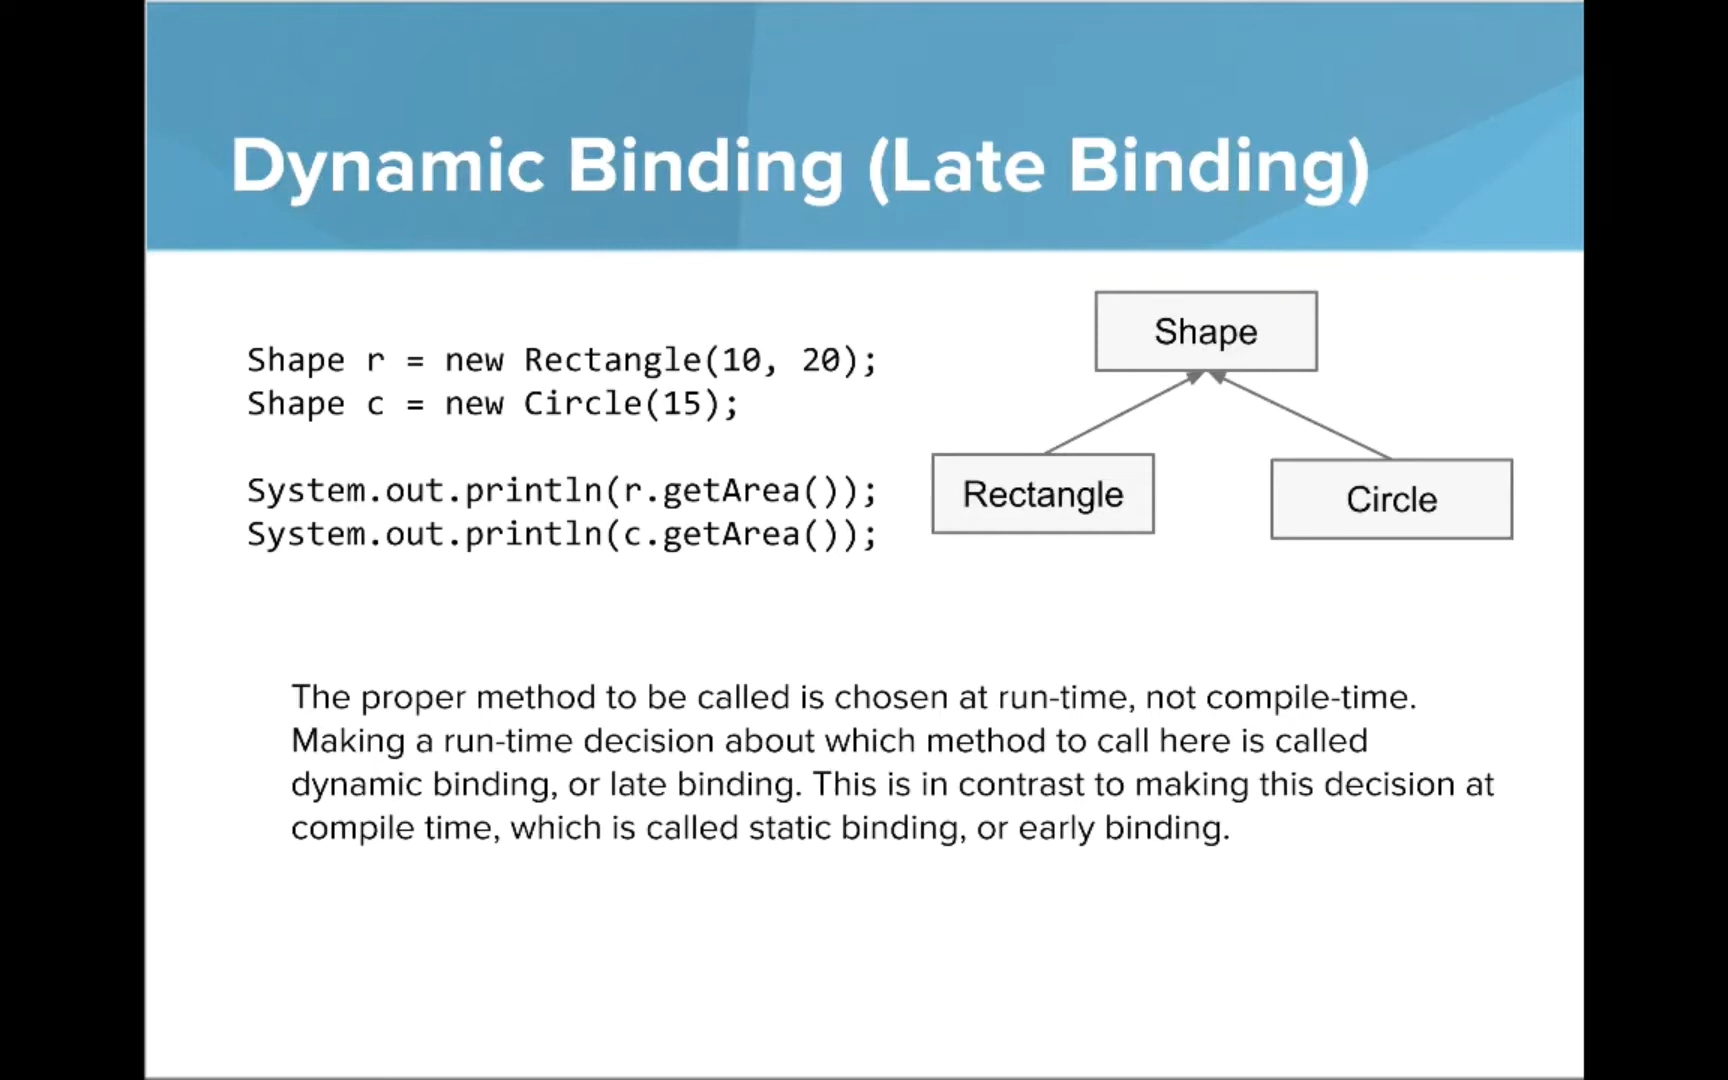 Dynamic Binding (Late Binding)
Shape r = new Rectangle(10, 20);
Shape c = new Circle(15);
System.out.println(r.getArea());
System.out.println(c.getArea());
Shape
Rectangle
Circle
The proper method to be called is chosen at run-time, not compile-time.
Making a run-time decision about which method to call here is called
dynamic binding, or late binding. This is in contrast to making this decision at
compile time, which is called static binding, or early binding.